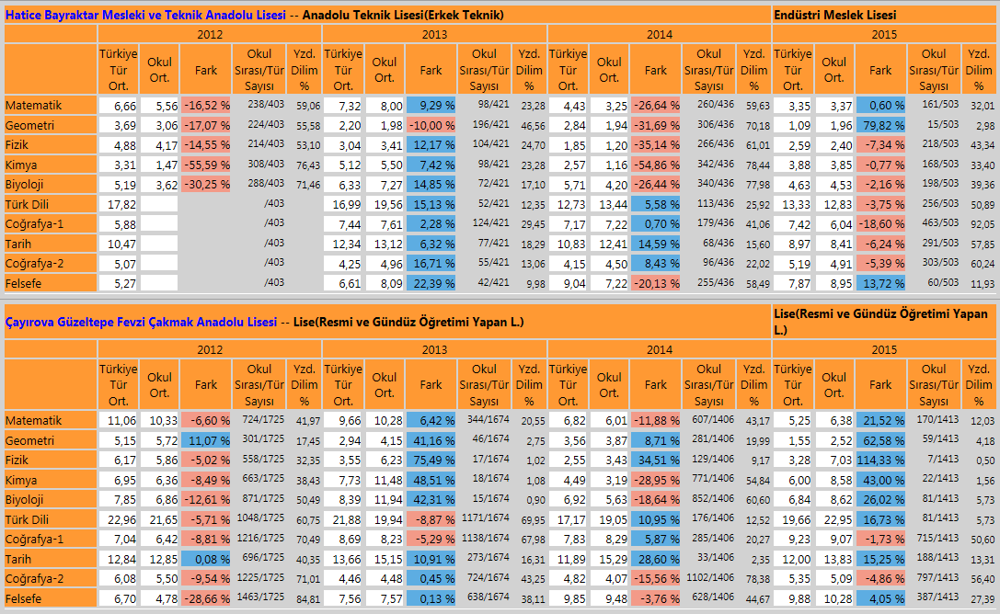 Hatice Bayraktar Mesleki ve Teknik Anadolu Lisesi -- Anadolu Teknik Lisesi(Erkek Teknik) Endüstri Meslek Lisesi
2012 2013 2014 2015
Türkiye Tür Ort. Okul Ort. Fark Okul Sırası/Tür Sayısı Yzd. Dilim % Türkiye Tür Ort. Okul Ort. Fark Okul Sırası/Tür Sayısı Yzd. Dilim % Türkiye Tür Ort. Okul Ort. Fark Okul Sırası/Tür Sayısı Yzd. Dilim % Türkiye Tür Ort. Okul Ort. Fark Okul Sırası/Tür Sayısı Yzd. Dilim %
Matematik 6,66 5,56 -16,52 % 238/403 59,06 7,32 8,00 9,29 % 98/421 23,28 4,43 3,25 -26,64 % 260/436 59,63 3,35 3,37 0,60 % 161/503 32,01
Geometri 3,69 3,06 -17,07 % 224/403 55,58 2,20 1,98 -10,00 % 196/421 46,56 2,84 1,94 -31,69 % 306/436 70,18 1,09 1,96 79,82 % 15/503 2,98
Fizik 4,88 4,17 -14,55 % 214/403 53,10 3,04 3,41 12,17 % 104/421 24,70 1,85 1,20 -35,14 % 266/436 61,01 2,59 2,40 -7,34 % 218/503 43,34
Kimya 3,31 1,47 -55,59 % 308/403 76,43 5,12 5,50 7,42 % 98/421 23,28 2,57 1,16 -54,86 % 342/436 78,44 3,88 3,85 -0,77 % 168/503 33,40
Biyoloji 5,19 3,62 -30,25 % 288/403 71,46 6,33 7,27 14,85 % 72/421 17,10 5,71 4,20 -26,44 % 340/436 77,98 4,63 4,53 -2,16 % 198/503 39,36
Türk Dili 17,82 /403 16,99 19,56 15,13 % 52/421 12,35 12,73 13,44 5,58 % 113/436 25,92 13,33 12,83 -3,75 % 256/503 50,89
Coğrafya-1 5,88 /403 7,44 7,61 2,28 % 124/421 29,45 7,17 7,22 0,70 % 179/436 41,06 7,42 6,04 -18,60 % 463/503 92,05
Tarih 10,47 /403 12,34 13,12 6,32 % 77/421 18,29 10,83 12,41 14,59 % 68/436 15,60 8,97 8,41 -6,24 % 291/503 57,85
Coğrafya-2 5,07 /403 4,25 4,96 16,71 % 55/421 13,06 4,15 4,50 8,43 % 96/436 22,02 5,19 4,91 -5,39 % 303/503 60,24
Felsefe 5,27 /403 6,61 8,09 22,39 % 42/421 9,98 9,04 7,22 -20,13 % 255/436 58,49 7,87 8,95 13,72 % 60/503 11,93
Çayırova Güzeltepe Fevzi Çakmak Anadolu Lisesi -- Lise(Resmi ve Gündüz Öğretimi Yapan L.) Lise(Resmi ve Gündüz Öğretimi Yapan L.)
2012 2013 2014 2015
Türkiye Tür Ort. Okul Ort. Fark Okul Sırası/Tür Sayısı Yzd. Dilim % Türkiye Tür Ort. Okul Ort. Fark Okul Sırası/Tür Sayısı Yzd. Dilim % Türkiye Tür Ort. Okul Ort. Fark Okul Sırası/Tür Sayısı Yzd. Dilim % Türkiye Tür Ort. Okul Ort. Fark Okul Sırası/Tür Sayısı Yzd. Dilim %
Matematik 11,06 10,33 -6,60 % 724/1725 41,97 9,66 10,28 6,42 % 344/1674 20,55 6,82 6,01 -11,88 % 607/1406 43,17 5,25 6,38 21,52 % 170/1413 12,03
Geometri 5,15 5,72 11,07 % 301/1725 17,45 2,94 4,15 41,16 % 46/1674 2,75 3,56 3,87 8,71 % 281/1406 19,99 1,55 2,52 62,58 % 59/1413 4,18
Fizik 6,17 5,86 -5,02 % 558/1725 32,35 3,55 6,23 75,49 % 17/1674 1,02 2,55 3,43 34,51 % 129/1406 9,17 3,28 7,03 114,33 % 7/1413 0,50
Kimya 6,95 6,36 -8,49 % 663/1725 38,43 7,73 11,48 48,51 % 18/1674 1,08 4,49 3,19 -28,95 % 771/1406 54,84 6,00 8,58 43,00 % 22/1413 1,56
Biyoloji 7,85 6,86 -12,61 % 871/1725 50,49 8,39 11,94 42,31 % 15/1674 0,90 6,92 5,63 -18,64 % 852/1406 60,60 6,84 8,62 26,02 % 81/1413 5,73
Türk Dili 22,96 21,65 -5,71 % 1048/1725 60,75 21,88 19,94 -8,87 % 1171/1674 69,95 17,17 19,05 10,95 % 176/1406 12,52 19,66 22,95 16,73 % 81/1413 5,73
Coğrafya-1 7,04 6,42 -8,81 % 1216/1725 70,49 8,69 8,23 -5,29 % 1138/1674 67,98 7,83 8,29 5,87 % 285/1406 20,27 9,23 9,07 -1,73 % 715/1413 50,60
Tarih 12,84 12,85 0,08 % 696/1725 40,35 13,66 15,15 10,91 % 273/1674 16,31 11,89 15,29 28,60 % 33/1406 2,35 12,00 13,83 15,25 % 188/1413 13,31
Coğrafya-2 6,08 5,50 -9,54 % 1225/1725 71,01 4,46 4,48 0,45 % 724/1674 43,25 4,82 4,07 -15,56 % 1102/1406 78,38 5,35 5,09 -4,86 % 797/1413 56,40
Felsefe 6,70 4,78 -28,66 % 1463/1725 84,81 7,56 7,57 0,13 % 638/1674 38,11 9,85 9,48 -3,76 % 628/1406 44,67 9,88 10,28 4,05 % 387/1413 27,39